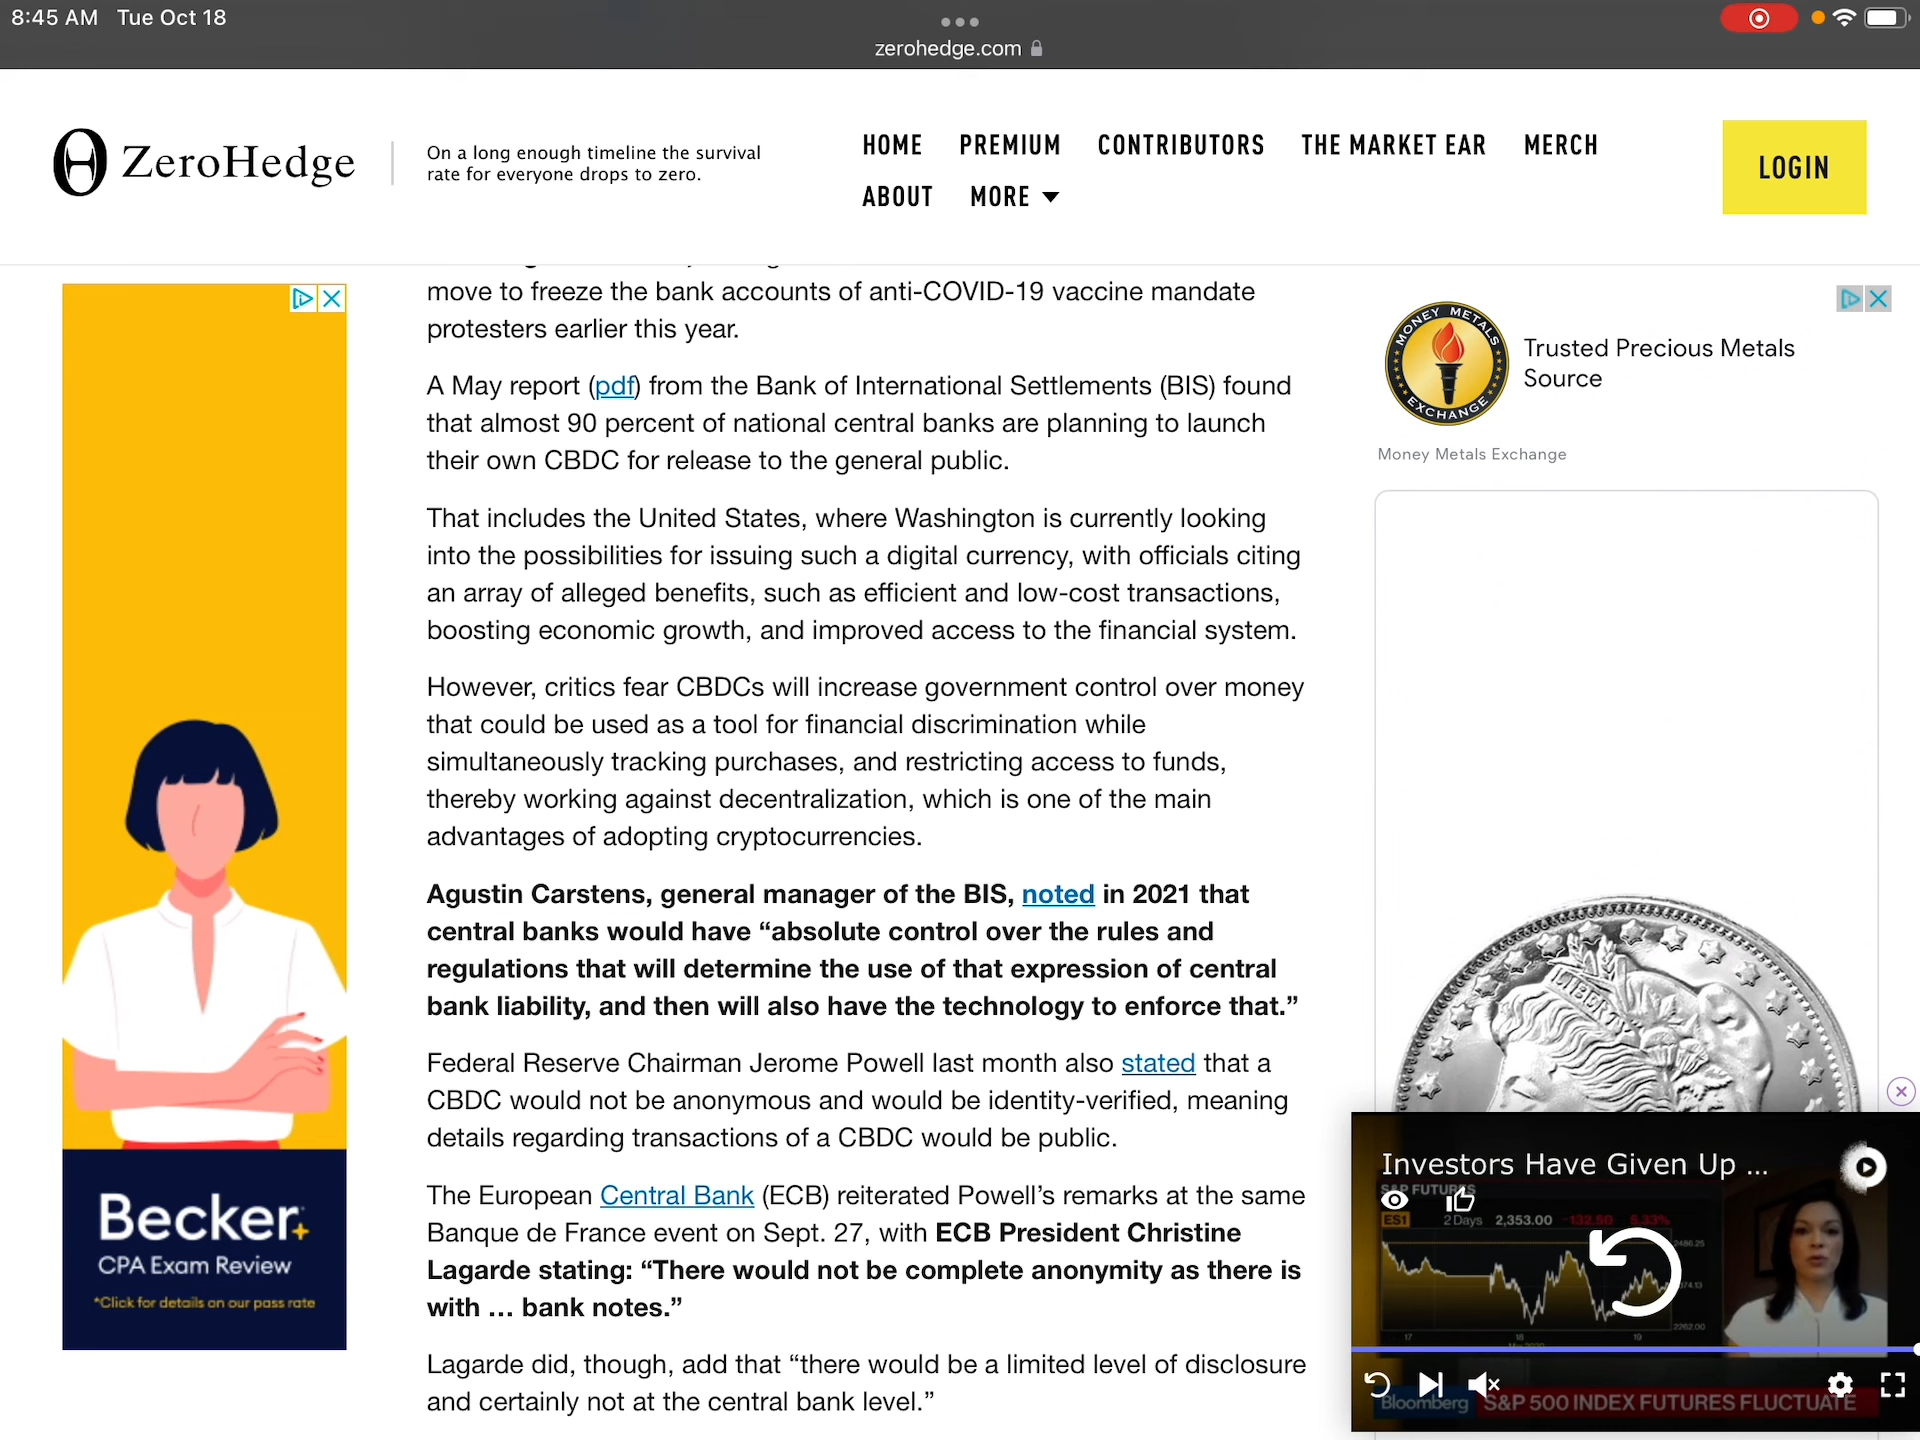 8:45 AM Tue Oct 18
zerohedge.com
ZeroHedge
On a long enough timeline the survival
rate for everyone drops to zero.
HOME PREMIUM CONTRIBUTORS THE MARKET EAR MERCH
ABOUT MORE
LOGIN
move to freeze the bank accounts of anti-COVID-19 vaccine mandate
protesters earlier this year.
A May report (pdf) from the Bank of International Settlements (BIS) found
that almost 90 percent of national central banks are planning to launch
their own CBDC for release to the general public.
That includes the United States, where Washington is currently looking
into the possibilities for issuing such a digital currency, with officials citing
an array of alleged benefits, such as efficient and low-cost transactions,
boosting economic growth, and improved access to the financial system.
However, critics fear CBDCs will increase government control over money
that could be used as a tool for financial discrimination while
simultaneously tracking purchases, and restricting access to funds,
thereby working against decentralization, which is one of the main
advantages of adopting cryptocurrencies.
Agustin Carstens, general manager of the BIS, noted in 2021 that
central banks would have “absolute control over the rules and
regulations that will determine the use of that expression of central
bank liability, and then will also have the technology to enforce that.”
Federal Reserve Chairman Jerome Powell last month also stated that a
CBDC would not be anonymous and would be identity-verified, meaning
details regarding transactions of a CBDC would be public.
The European Central Bank (ECB) reiterated Powell’s remarks at the same
Banque de France event on Sept. 27, with ECB President Christine
Lagarde stating: “There would not be complete anonymity as there is
with ... bank notes.”
Lagarde did, though, add that “there would be a limited level of disclosure
and certainly not at the central bank level.”
Becker+
CPA Exam Review
*Click for details on our pass rate
MONEY METALS
EXCHANGE
Trusted Precious Metals
Source
Money Metals Exchange
LIBERTY
Investors Have Given Up ...
S&P FUTURES
ES1 2 Days 2,353.00 -132.50 5.33%
2486.25
2262.00
17 18 19
Bloomberg S&P 500 INDEX FUTURES FLUCTUATE